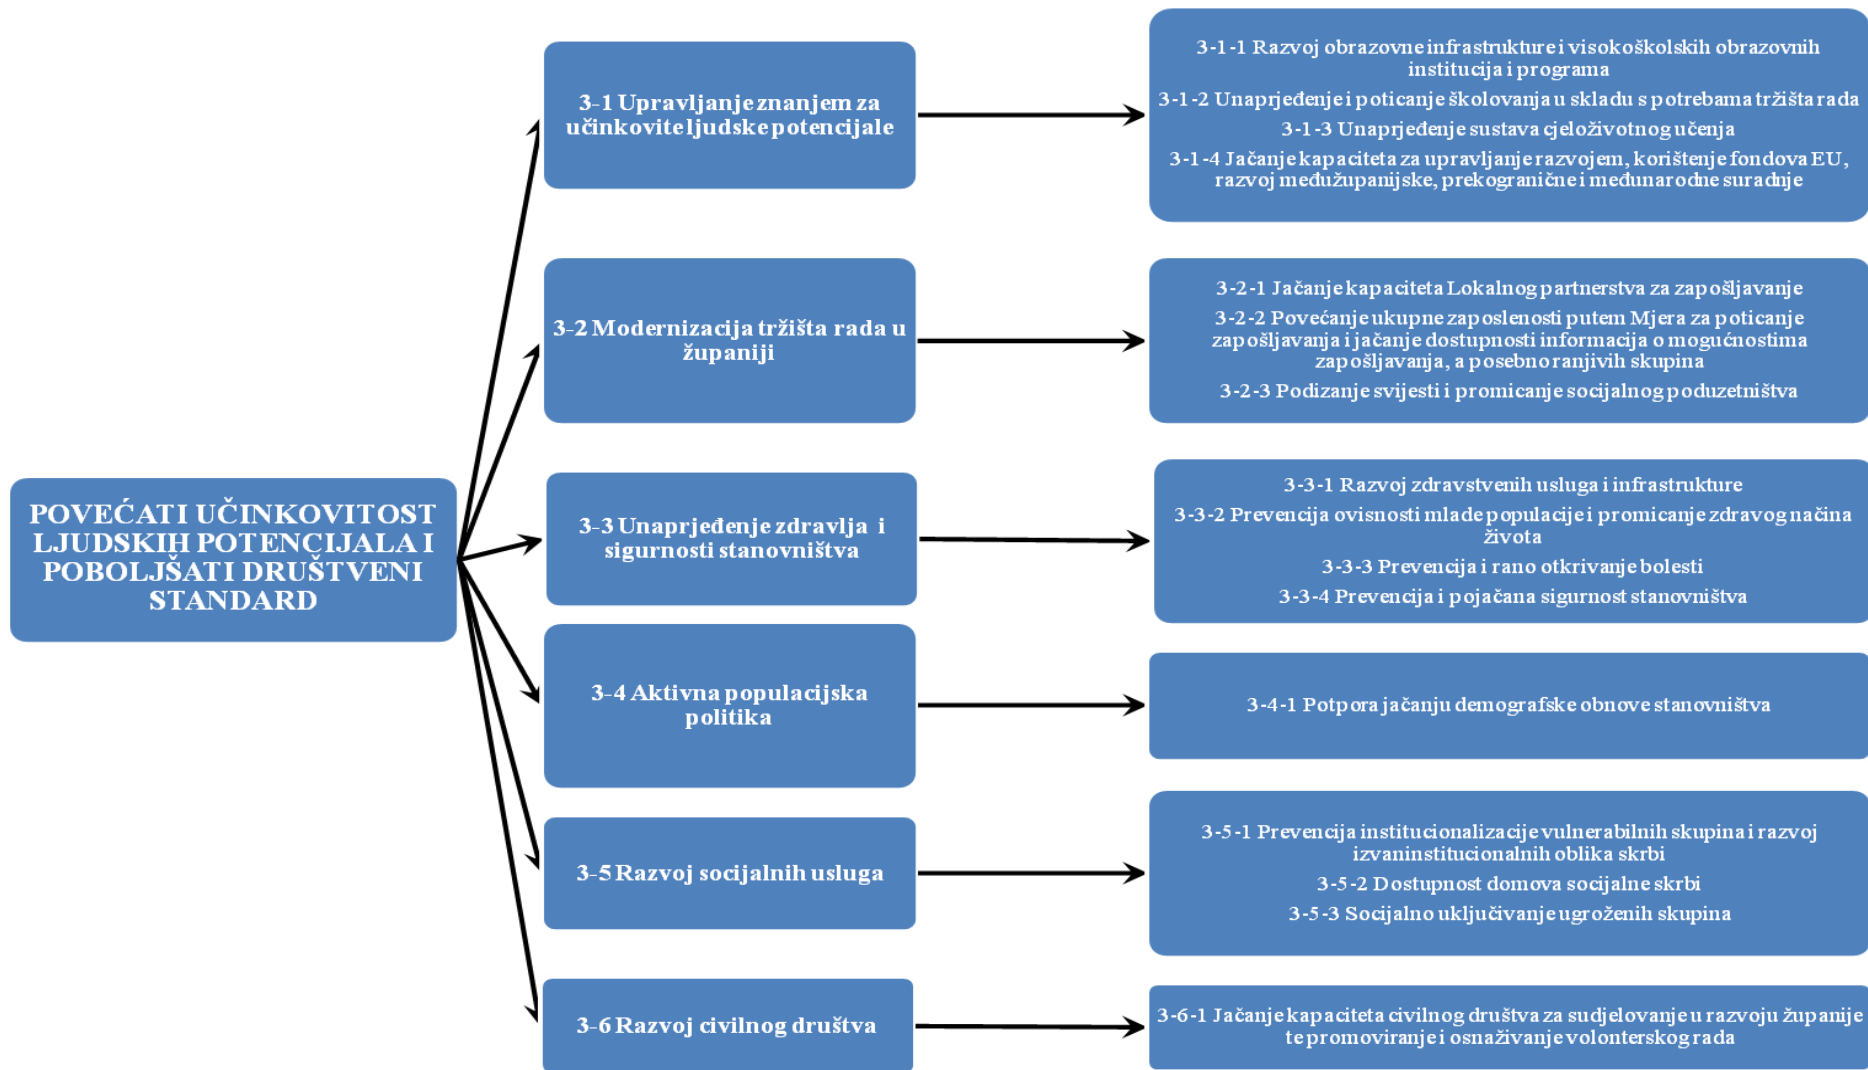 POVEĆATI UČINKOVITOST
LJUDSKIH POTENCIJALA I
POBOLJŠATI DRUŠTVENI
STANDARD
3-1 Upravljanje znanjem za
učinkovite ljudske potencijale
3-1-1 Razvoj obrazovne infrastrukture i visokoškolskih obrazovnih
institucija i programa
3-1-2 Unaprjeđenje i poticanje školovanja u skladu s potrebama tržišta rada
3-1-3 Unaprjeđenje sustava cjeloživotnog učenja
3-1-4 Jačanje kapaciteta za upravljanje razvojem, korištenje fondova EU,
razvoj međužupanijske, prekogranične i međunarodne suradnje
3-2 Modernizacija tržišta rada u
županiji
3-2-1 Jačanje kapaciteta Lokalnog partnerstva za zapošljavanje
3-2-2 Povećanje ukupne zaposlenosti putem Mjera za poticanje
zapošljavanja i jačanje dostupnosti informacija o mogućnostima
zapošljavanja, a posebno ranjivih skupina
3-2-3 Podizanje svijesti i promicanje socijalnog poduzetništva
3-3 Unaprjeđenje zdravlja i
sigurnosti stanovništva
3-3-1 Razvoj zdravstvenih usluga i infrastrukture
3-3-2 Prevencija ovisnosti mlade populacije i promicanje zdravog načina
života
3-3-3 Prevencija i rano otkrivanje bolesti
3-3-4 Prevencija i pojačana sigurnost stanovništva
3-4 Aktivna populacijska
politika
3-4-1 Potpora jačanju demografske obnove stanovništva
3-5 Razvoj socijalnih usluga
3-5-1 Prevencija institucionalizacije vulnerabilnih skupina i razvoj
izvaninstitucionalnih oblika skrbi
3-5-2 Dostupnost domova socijalne skrbi
3-5-3 Socijalno uključivanje ugroženih skupina
3-6 Razvoj civilnog društva
3-6-1 Jačanje kapaciteta civilnog društva za sudjelovanje u razvoju županije
te promoviranje i osnaživanje volonterskog rada